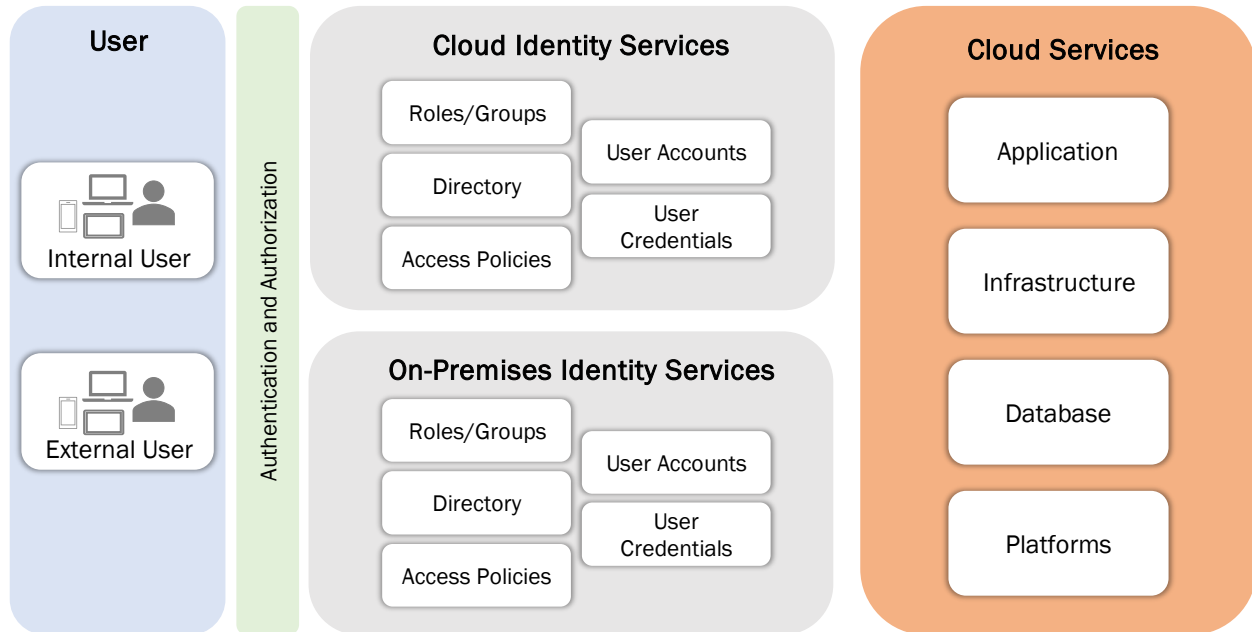 User
Internal User
External User
Authentication and Authorization
Cloud Identity Services
Roles/Groups
Directory
Access Policies
User Accounts
User
Credentials
On-Premises Identity Services
Roles/Groups
Directory
Access Policies
User Accounts
User
Credentials
Cloud Services
Application
Infrastructure
Database
Platforms